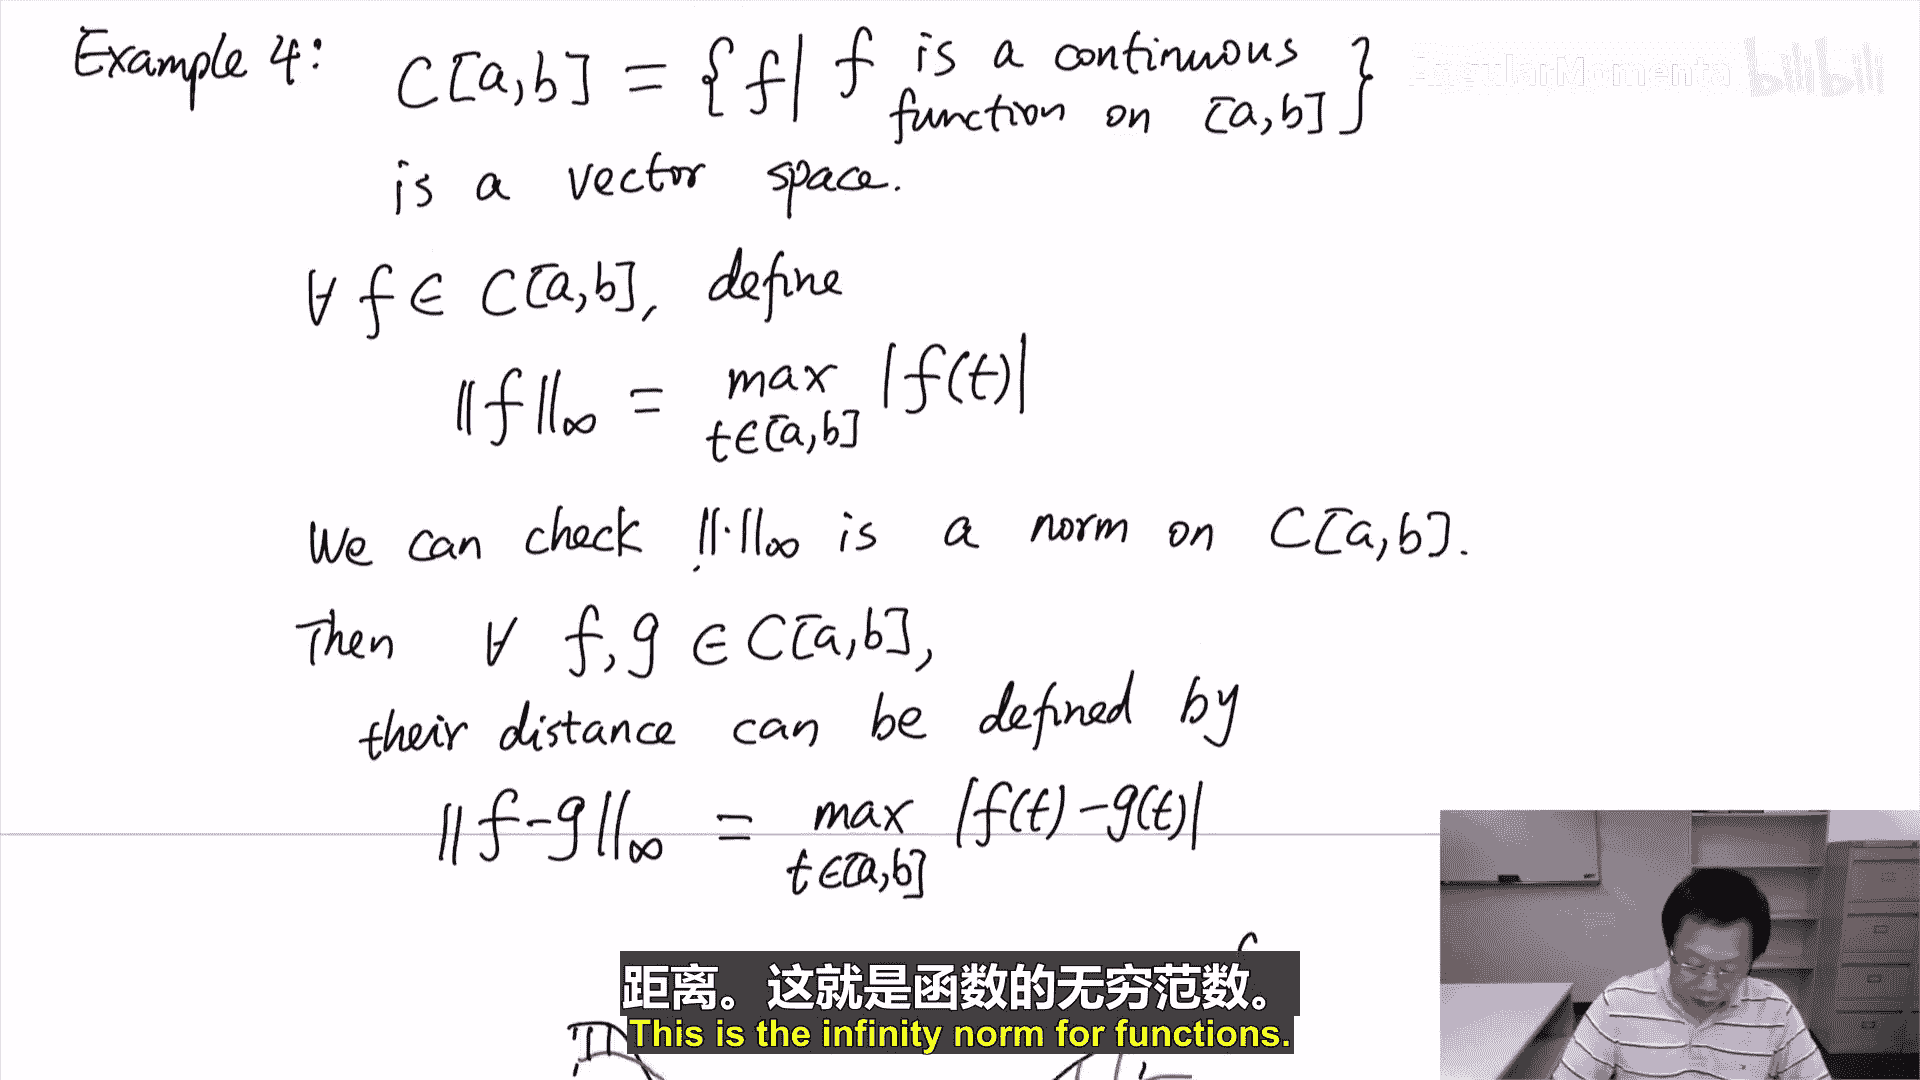 Example 4: C[a,b] = {f| f is a continuous
function on [a,b]}
AngularMomenta bilibili
is a vector space.
∀ f ∈ C[a,b], define
‖f‖∞ = max |f(t)|
t∈[a,b]
We can check ‖·‖∞ is a norm on C[a,b].
Then ∀ f,g ∈ C[a,b],
their distance can be defined by
‖f-g‖∞ = max |f(t)-g(t)|
t∈[a,b]
距离。这就是函数的无穷范数。
This is the infinity norm for functions.